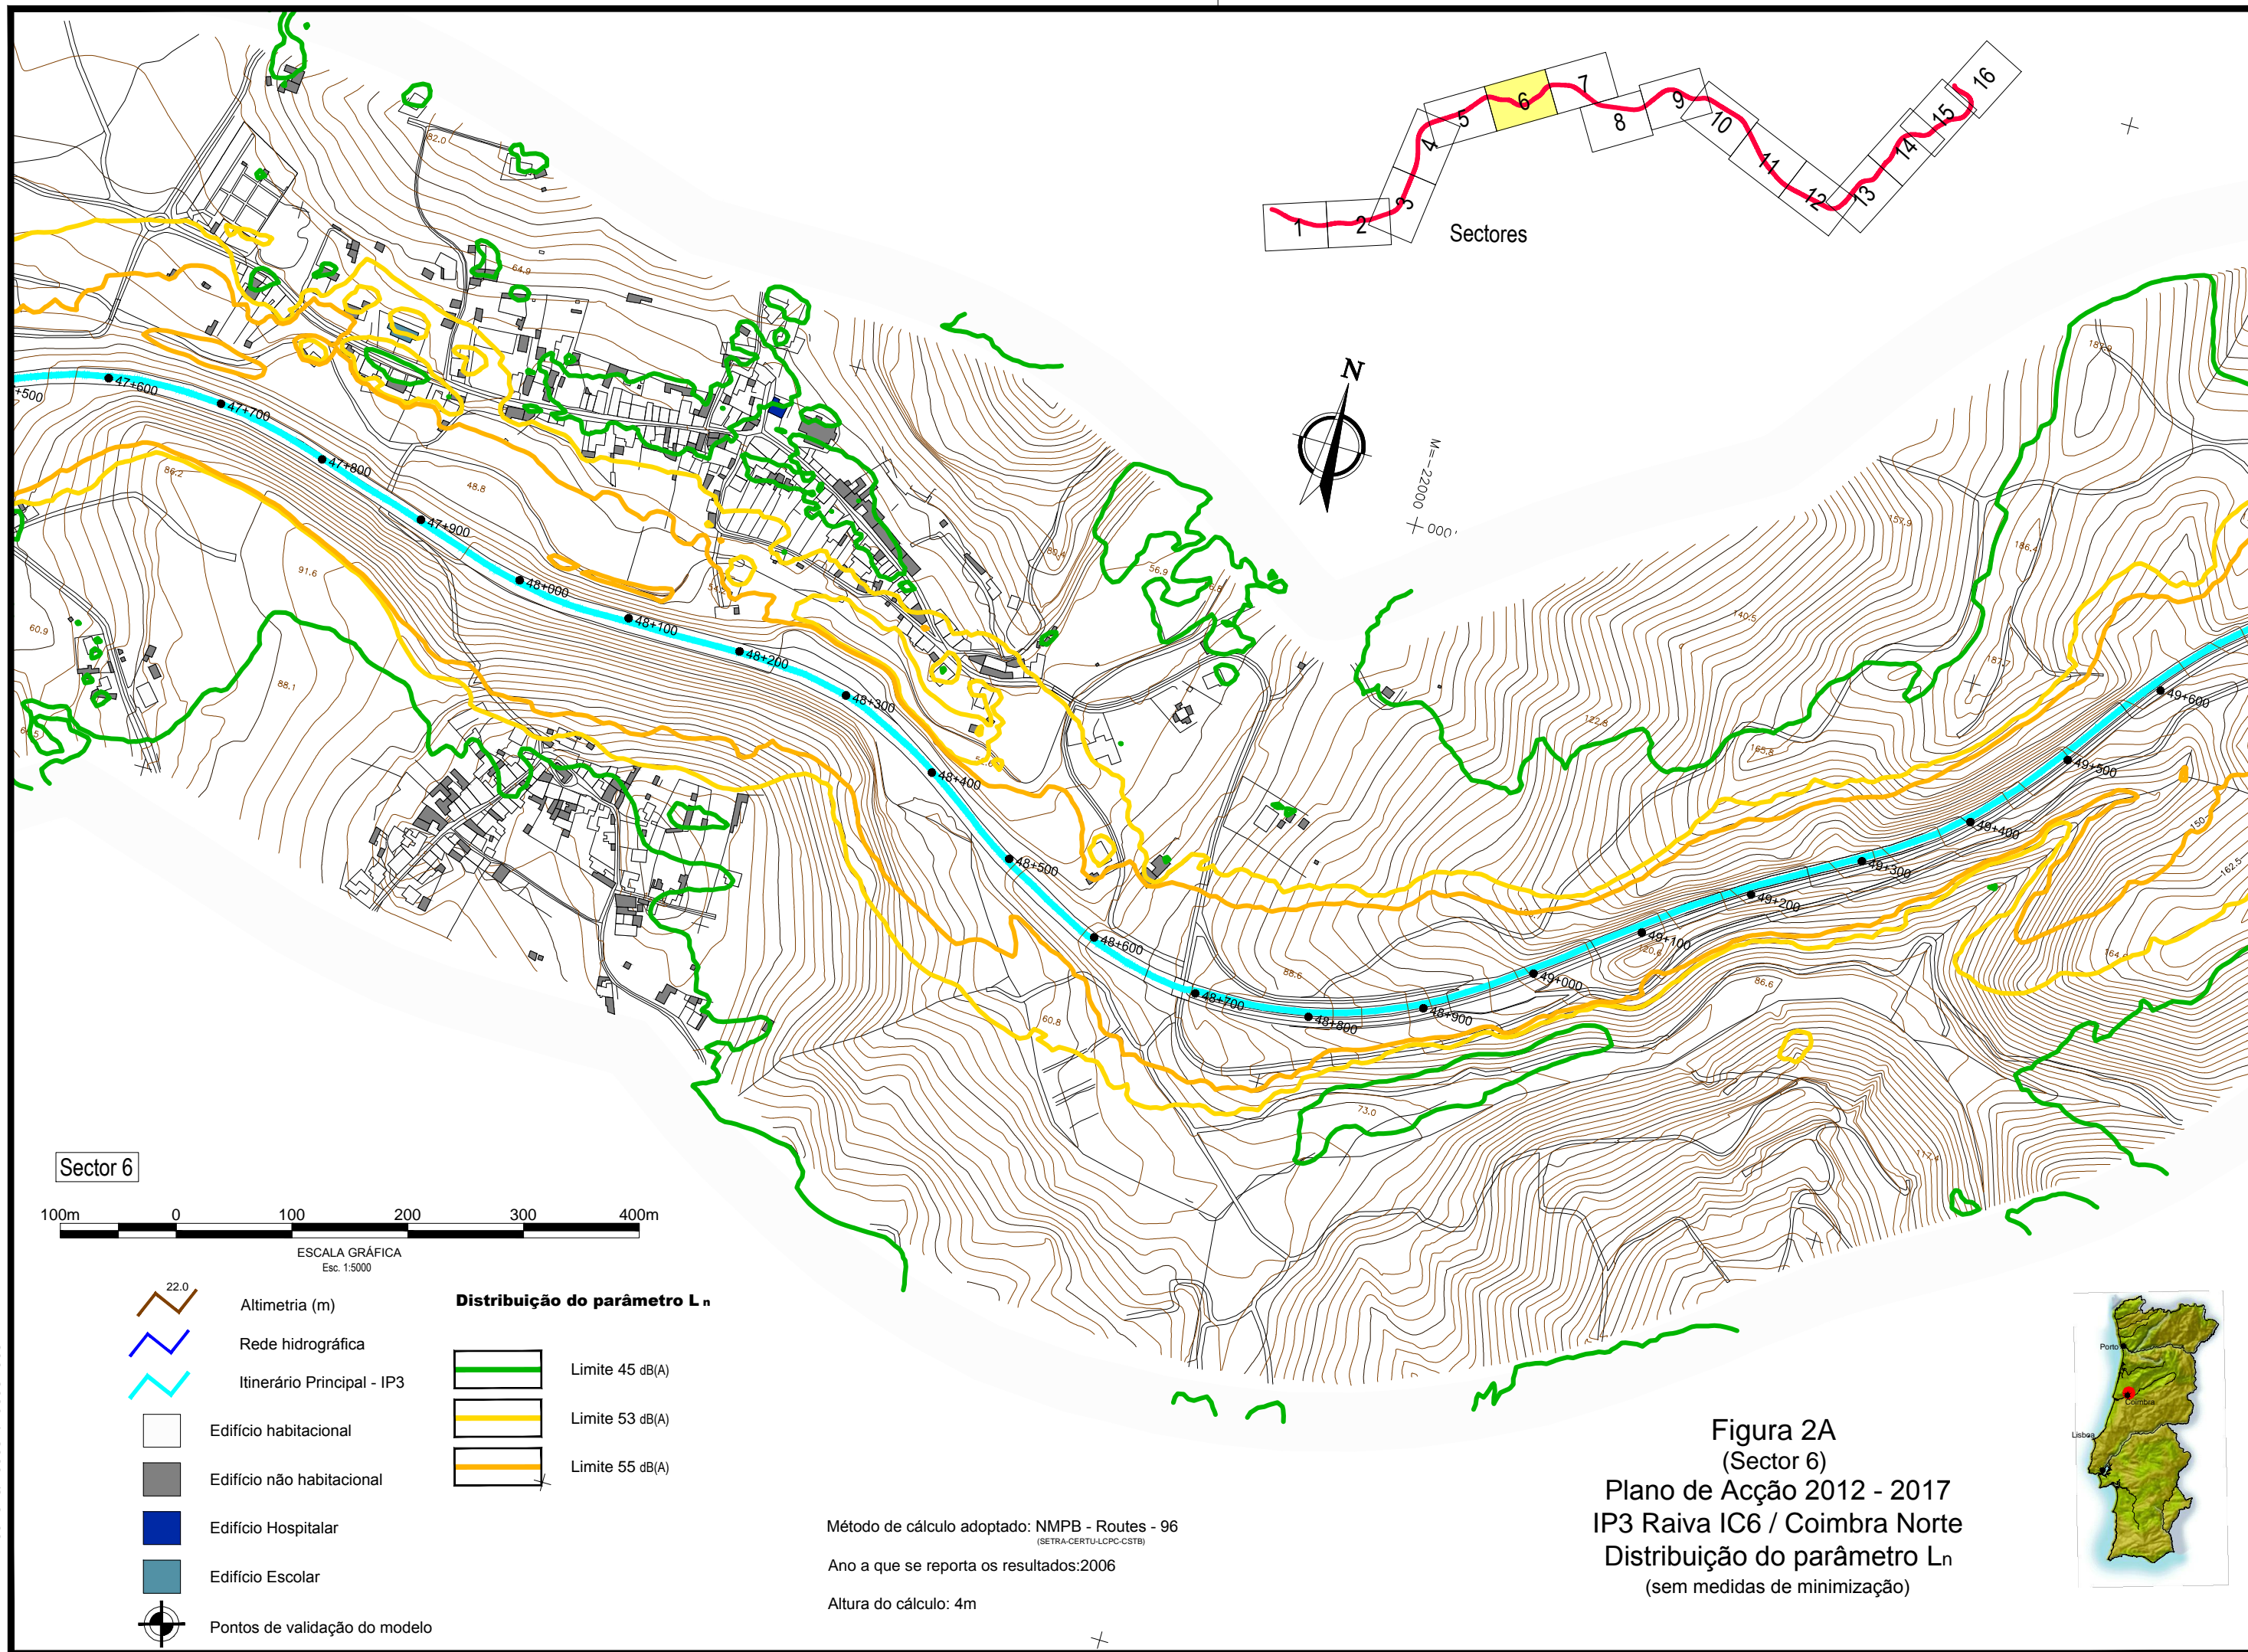 1
2
3
4
5
6
7
8
9
10
11
12
13
14
15
16
Sectores
N
M=-22000
000'
82.0
64.9
+500
47+600
47+700
47+800
47+900
48+000
48+100
48+200
48+300
48+400
48+500
48+600
48+700
48+800
48+900
49+000
49+100
49+200
49+300
49+400
49+500
49+600
86.2
48.8
91.6
60.9
88.1
56.9
187.9
157.9
186.4
187.7
140.5
122.8
165.8
88.6
60.8
120.6
86.6
73.0
117.4
162.5
Sector 6
100m 0 100 200 300 400m
ESCALA GRÁFICA
Esc. 1:5000
22.0
Altimetria (m)
Rede hidrográfica
Itinerário Principal - IP3
Edifício habitacional
Edifício não habitacional
Edifício Hospitalar
Edifício Escolar
Pontos de validação do modelo
Distribuição do parâmetro L n
Limite 45 dB(A)
Limite 53 dB(A)
Limite 55 dB(A)
Método de cálculo adoptado: NMPB - Routes - 96
(SETRA-CERTU-LCPC-CSTB)
Ano a que se reporta os resultados:2006
Altura do cálculo: 4m
Figura 2A
(Sector 6)
Plano de Acção 2012 - 2017
IP3 Raiva IC6 / Coimbra Norte
Distribuição do parâmetro Ln
(sem medidas de minimização)
Porto
Coimbra
Lisboa